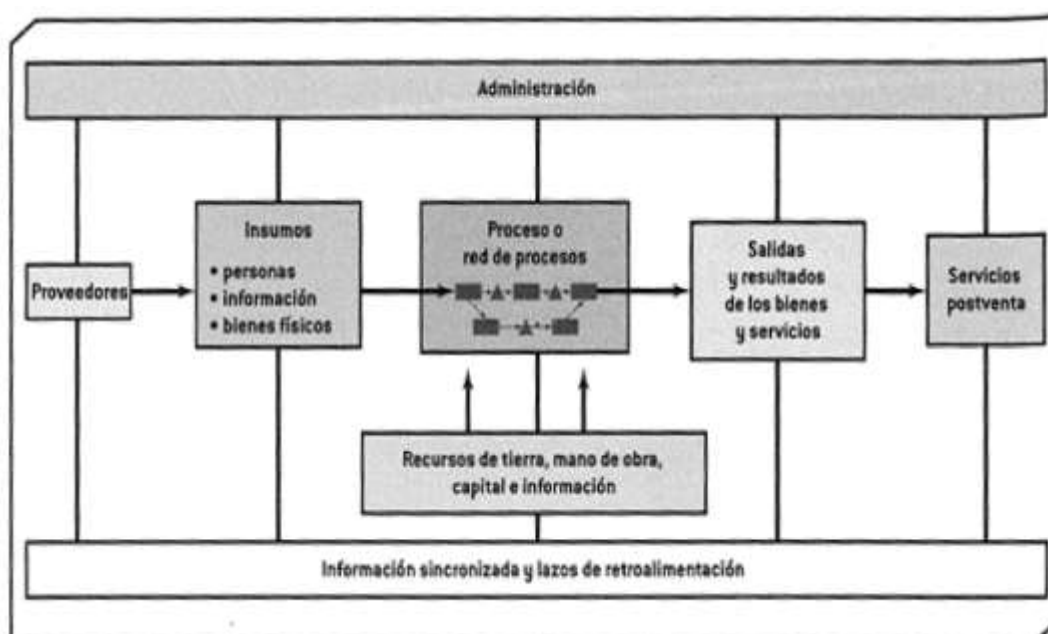 Administración
Proveedores
Insumos
• personas
• información
• bienes físicos
Proceso o
red de procesos
Salidas
y resultados
de los bienes
y servicios
Servicios
postventa
Recursos de tierra, mano de obra,
capital e información
Información sincronizada y lazos de retroalimentación